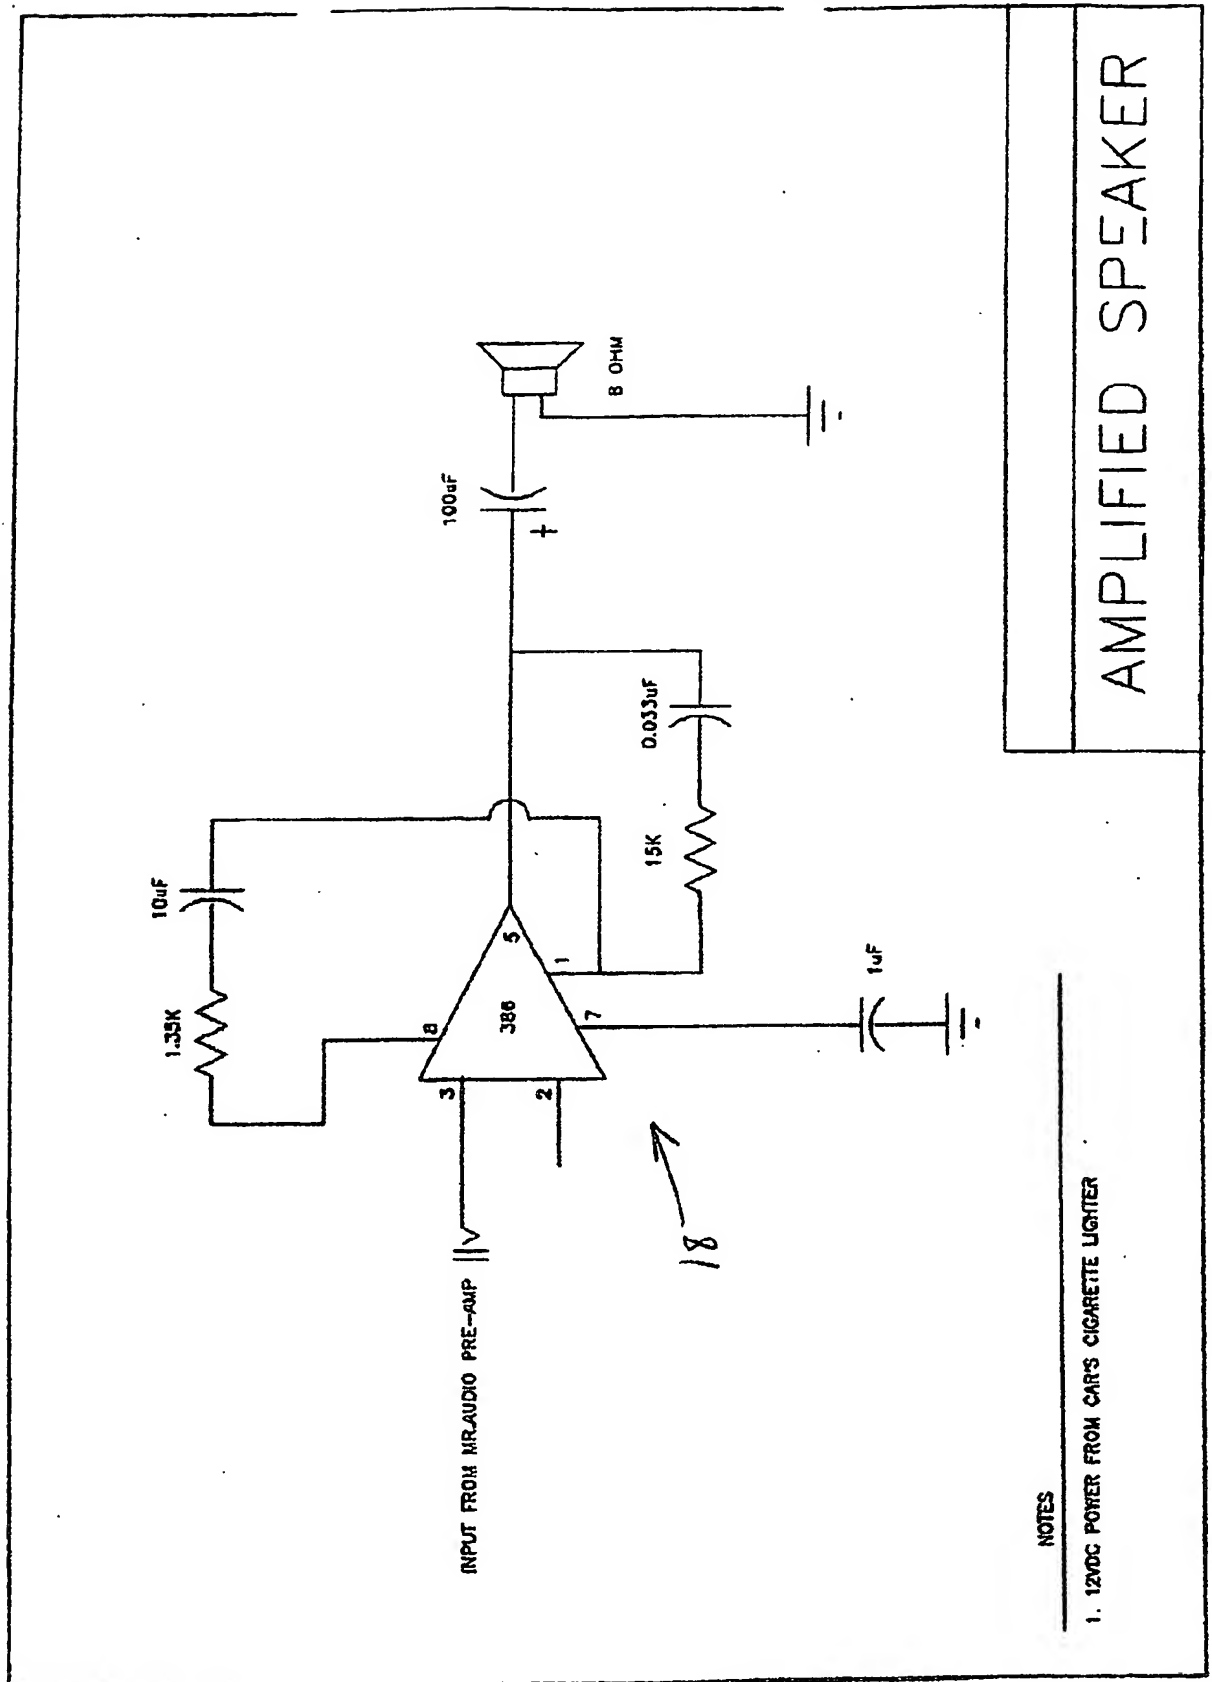 10uF
1.35K
8
3
2
386
5
1
7
INPUT FROM MR.AUDIO PRE-AMP
100uF
+
8 OHM
0.033uF
15K
1uF
18
NOTES
1. 12VDC POWER FROM CAR'S CIGARETTE LIGHTER
AMPLIFIED SPEAKER